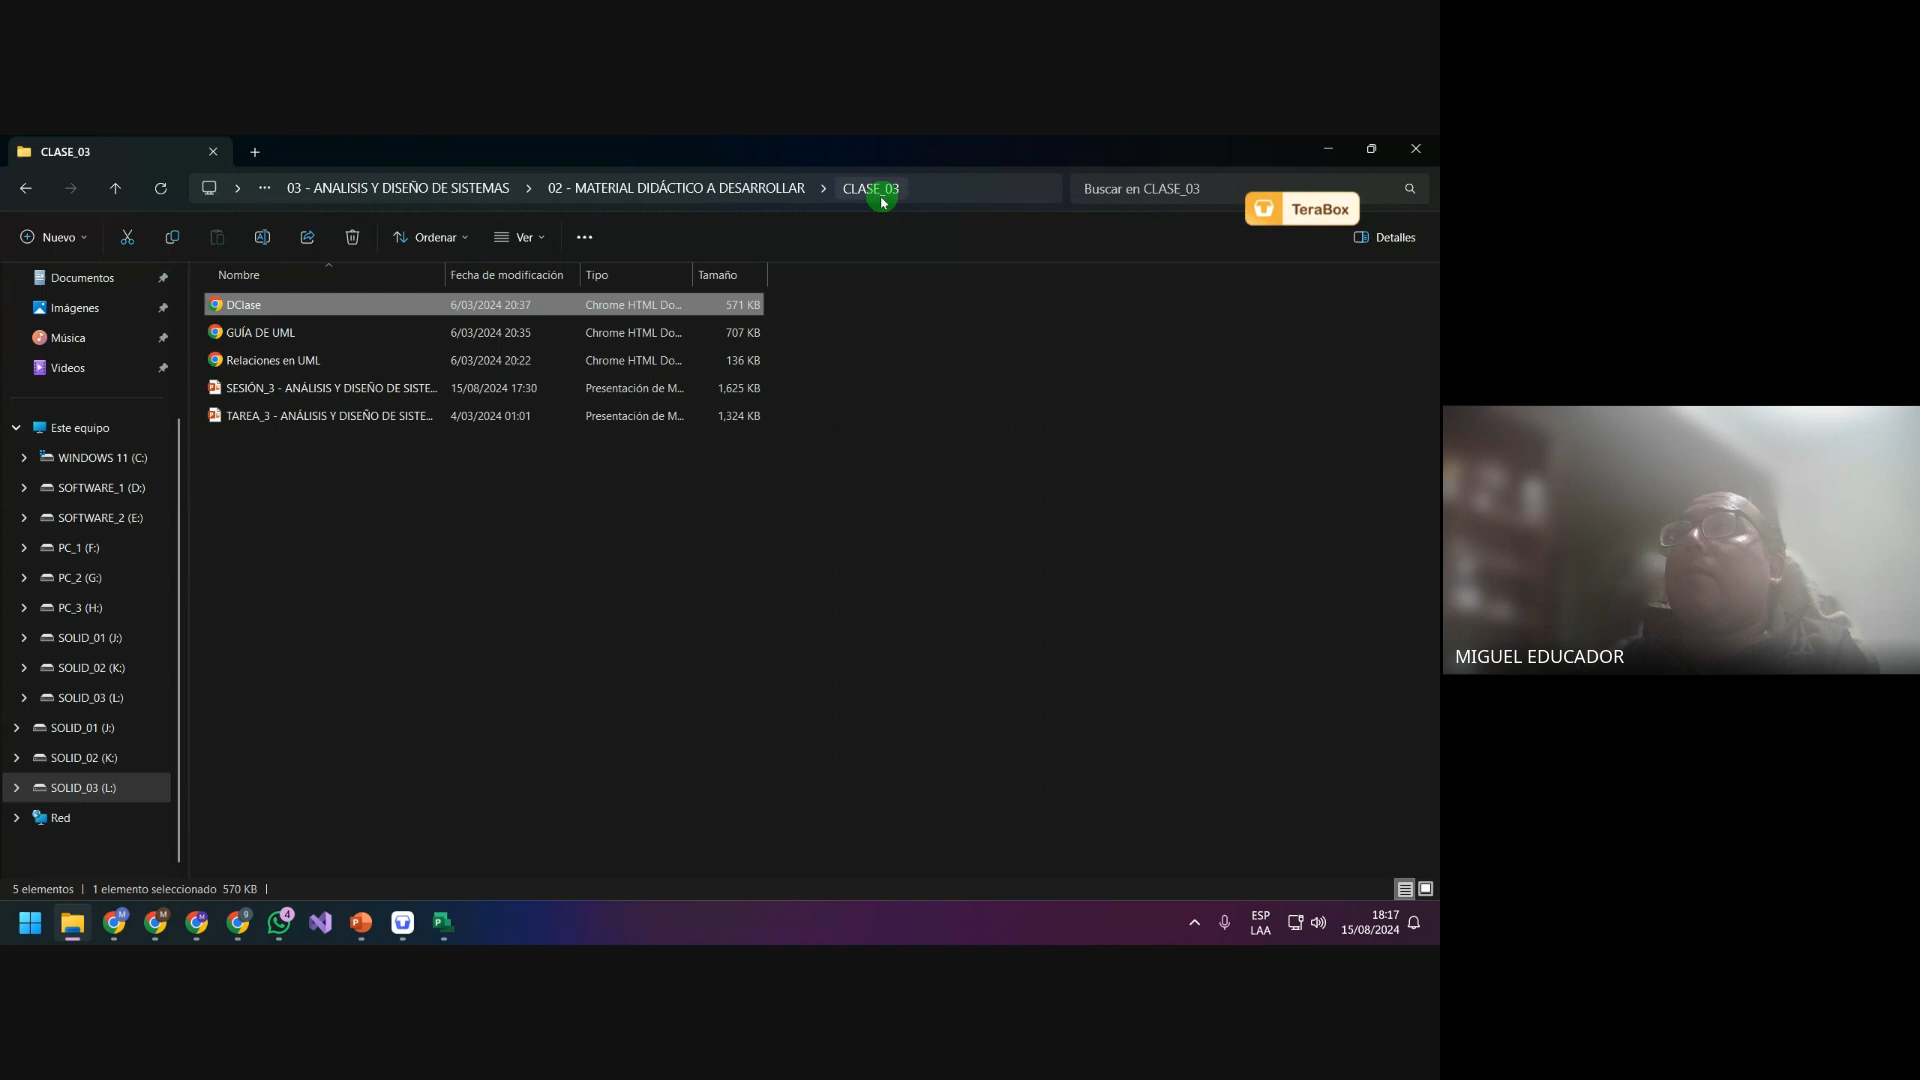 CLASE_03
03 - ANALISIS Y DISEÑO DE SISTEMAS
02 - MATERIAL DIDÁCTICO A DESARROLLAR
CLASE_03
Buscar en CLASE_03
TeraBox
Nuevo
Ordenar
Ver
Detalles
Nombre Fecha de modificación Tipo Tamaño
DClase 6/03/2024 20:37 Chrome HTML Do... 571 KB
GUÍA DE UML 6/03/2024 20:35 Chrome HTML Do... 707 KB
Relaciones en UML 6/03/2024 20:22 Chrome HTML Do... 136 KB
SESIÓN_3 - ANÁLISIS Y DISEÑO DE SISTE... 15/08/2024 17:30 Presentación de M... 1,625 KB
TAREA_3 - ANÁLISIS Y DISEÑO DE SISTE... 4/03/2024 01:01 Presentación de M... 1,324 KB
Documentos
Imágenes
Música
Videos
Este equipo
WINDOWS 11 (C:)
SOFTWARE_1 (D:)
SOFTWARE_2 (E:)
PC_1 (F:)
PC_2 (G:)
PC_3 (H:)
SOLID_01 (J:)
SOLID_02 (K:)
SOLID_03 (L:)
SOLID_01 (J:)
SOLID_02 (K:)
SOLID_03 (L:)
Red
MIGUEL EDUCADOR
5 elementos | 1 elemento seleccionado 570 KB |
M
M
M
9
4
ESP
LAA
18:17
15/08/2024